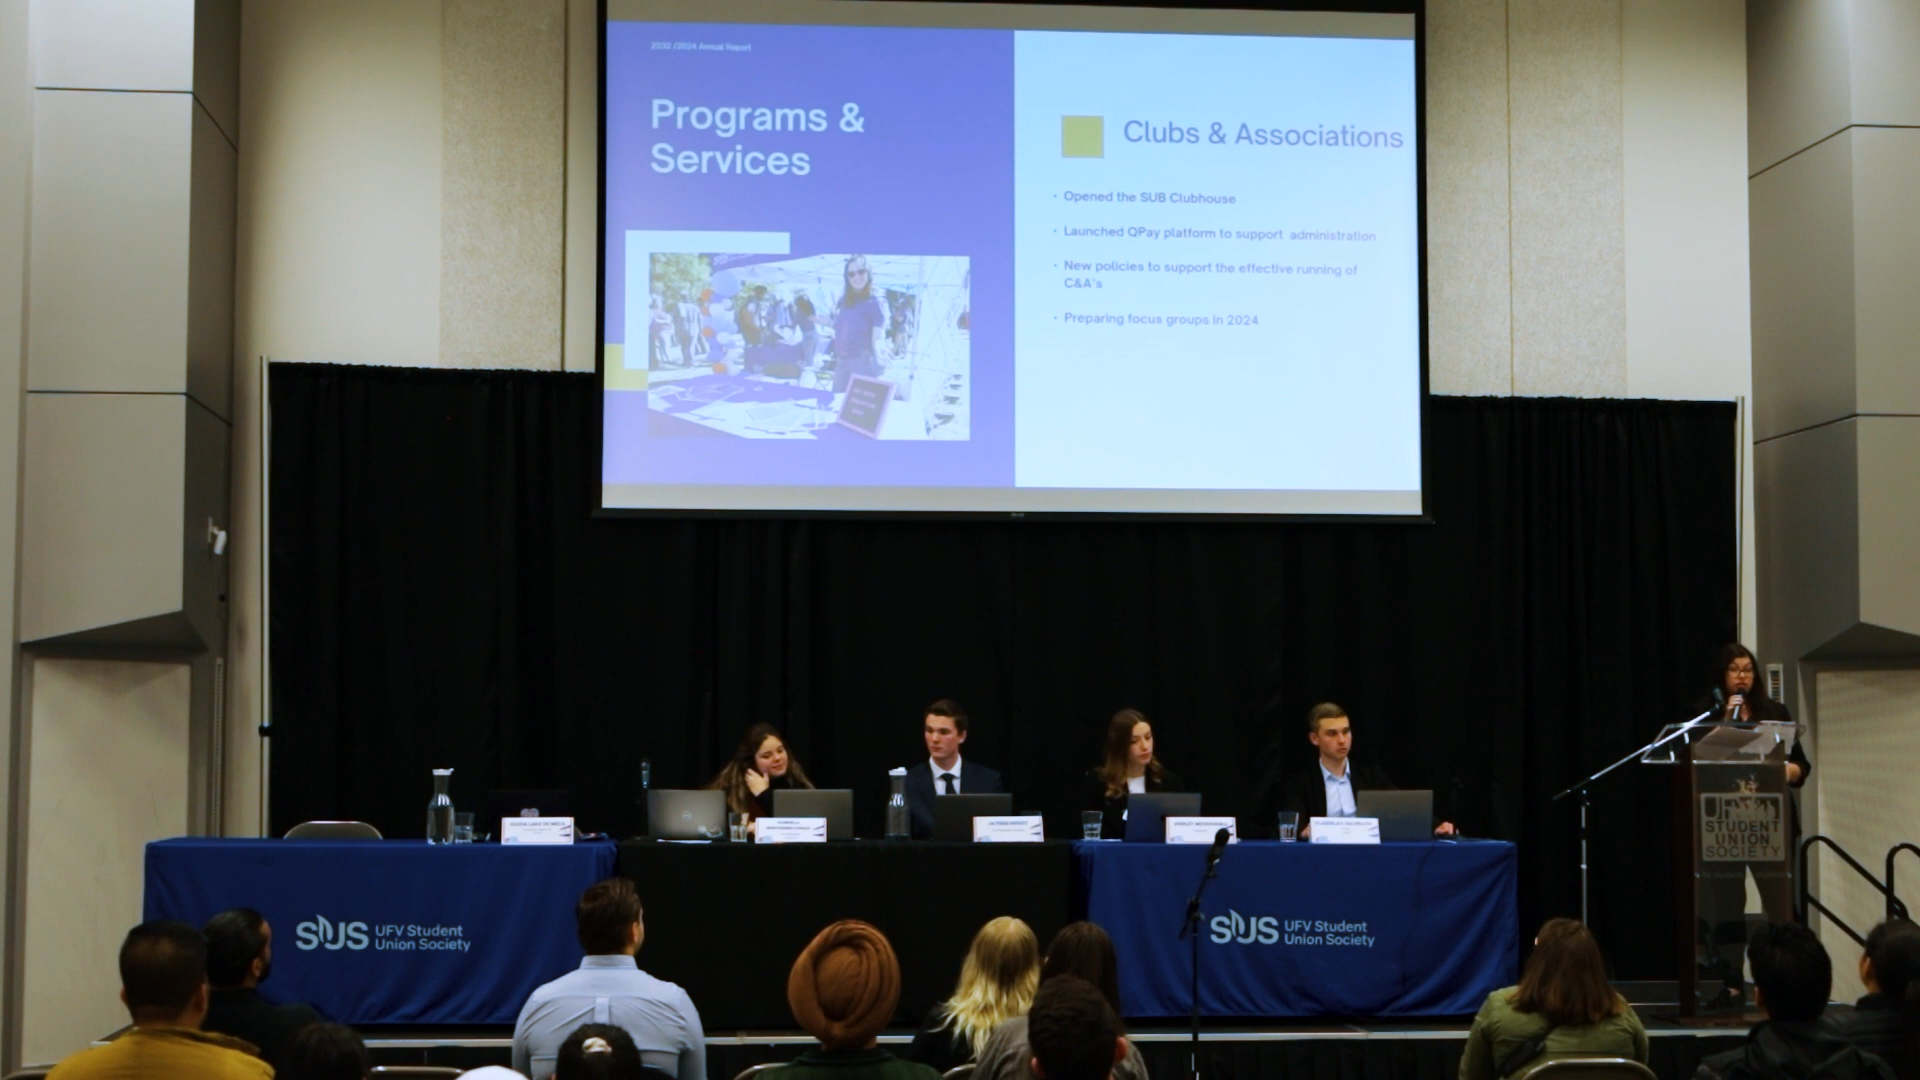 2032 /2024 Annual Report
Programs &
Services
Clubs & Associations
• Opened the SUB Clubhouse
• Launched QPay platform to support administration
• New policies to support the effective running of
C&A's
• Preparing focus groups in 2024
UFV
STUDENT
UNION
SOCIETY
SUS UFV Student
Union Society
SUS UFV Student
Union Society